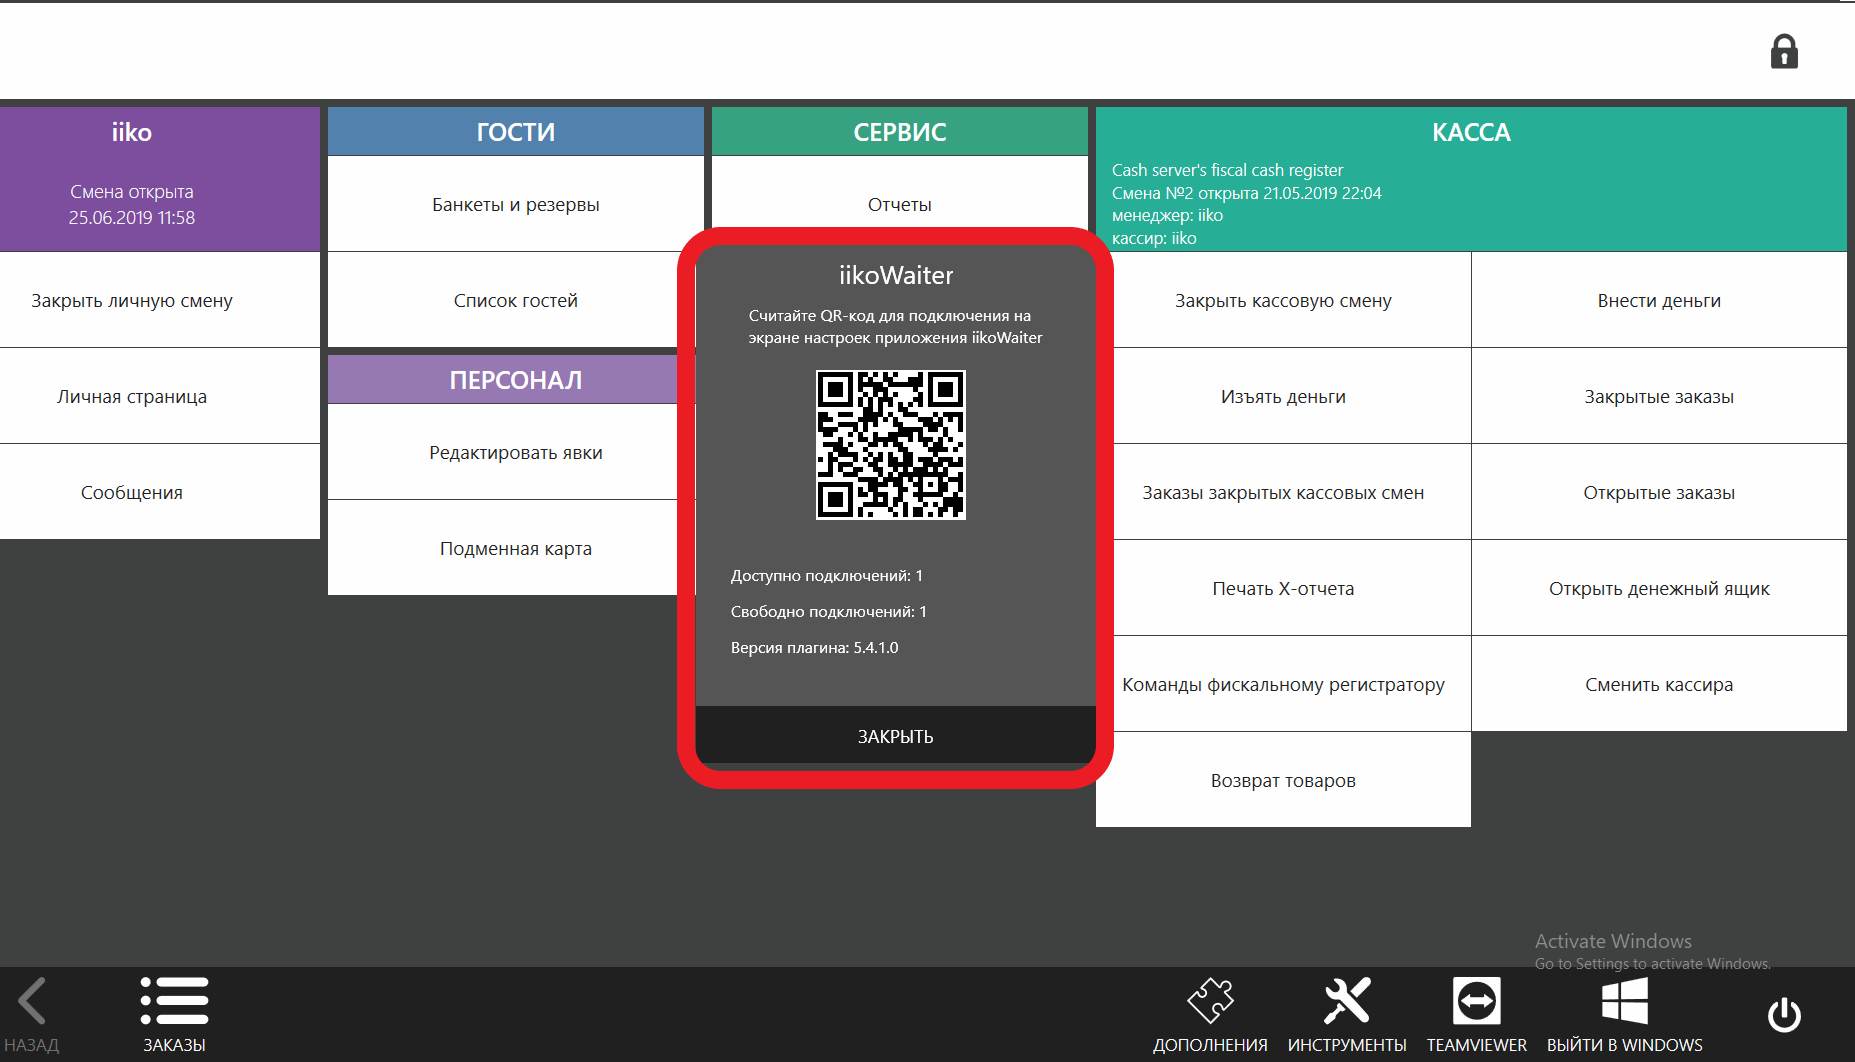 iiko
Смена открыта
25.06.2019 11:58
Закрыть личную смену
Личная страница
Сообщения
ГОСТИ
Банкеты и резервы
Список гостей
ПЕРСОНАЛ
Редактировать явки
Подменная карта
СЕРВИС
Отчеты
iikoWaiter
Считайте QR-код для подключения на
экране настроек приложения iikoWaiter
Доступно подключений: 1
Свободно подключений: 1
Версия плагина: 5.4.1.0
ЗАКРЫТЬ
КАССА
Cash server's fiscal cash register
Смена №2 открыта 21.05.2019 22:04
менеджер: iiko
кассир: iiko
Закрыть кассовую смену
Внести деньги
Изъять деньги
Закрытые заказы
Заказы закрытых кассовых смен
Открытые заказы
Печать X-отчета
Открыть денежный ящик
Команды фискальному регистратору
Сменить кассира
Возврат товаров
Activate Windows
Go to Settings to activate Windows.
НАЗАД
ЗАКАЗЫ
ДОПОЛНЕНИЯ
ИНСТРУМЕНТЫ
TEAMVIEWER
ВЫЙТИ В WINDOWS